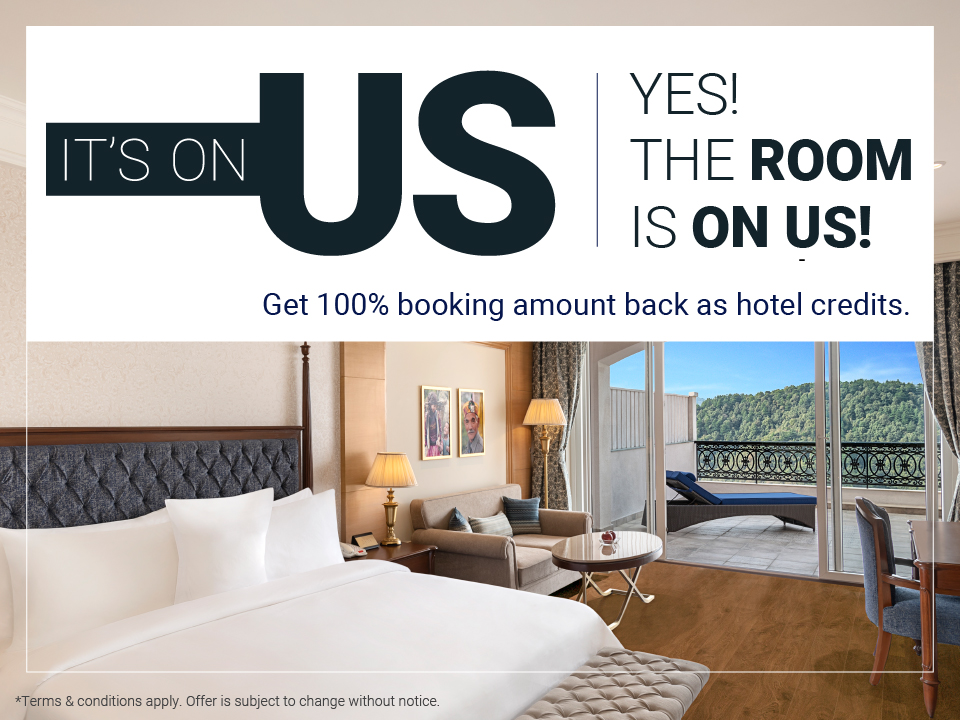 IT'S ON US
YES!
THE ROOM
IS ON US!
Get 100% booking amount back as hotel credits.
*Terms & conditions apply. Offer is subject to change without notice.